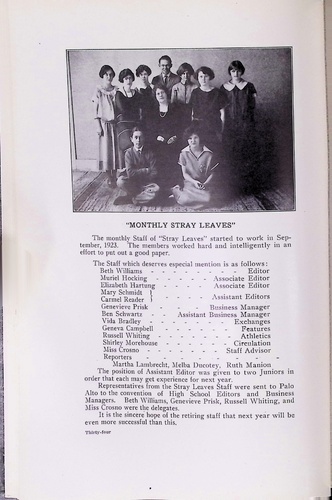 "MONTHLY STRAY LEAVES"
The monthly Staff of "Stray Leaves" started to work in Sep-
tember, 1923. The members worked hard and intelligently in an
effort to put out a good paper.
The Staff which deserves especial mention is as follows:
Beth Williams - - - - - - - Editor
Muriel Hocking - - - - - Associate Editor
Elizabeth Hartung - - - - - Associate Editor
Mary Schmidt }
Carmel Reader } - - - - - Assistant Editors
Genevieve Prisk - - - - - Business Manager
Ben Schwartz - - Assistant Business Manager
Vida Bradley - - - - - - Exchanges
Geneva Campbell - - - - - - Features
Russell Whiting - - - - - - Athletics
Shirley Morehouse - - - - - Circulation
Miss Crosno - - - - - - Staff Advisor
Reporters - - - - - - -
Martha Lambrecht, Melba Ducotey, Ruth Manion
The position of Assistant Editor was given to two Juniors in
order that each may get experience for next year.
Representatives from the Stray Leaves Staff were sent to Palo
Alto to the convention of High School Editors and Business
Managers. Beth Williams, Genevieve Prisk, Russell Whiting, and
Miss Crosno were the delegates.
It is the sincere hope of the retiring staff that next year will be
even more successful than this.
Thirty-four